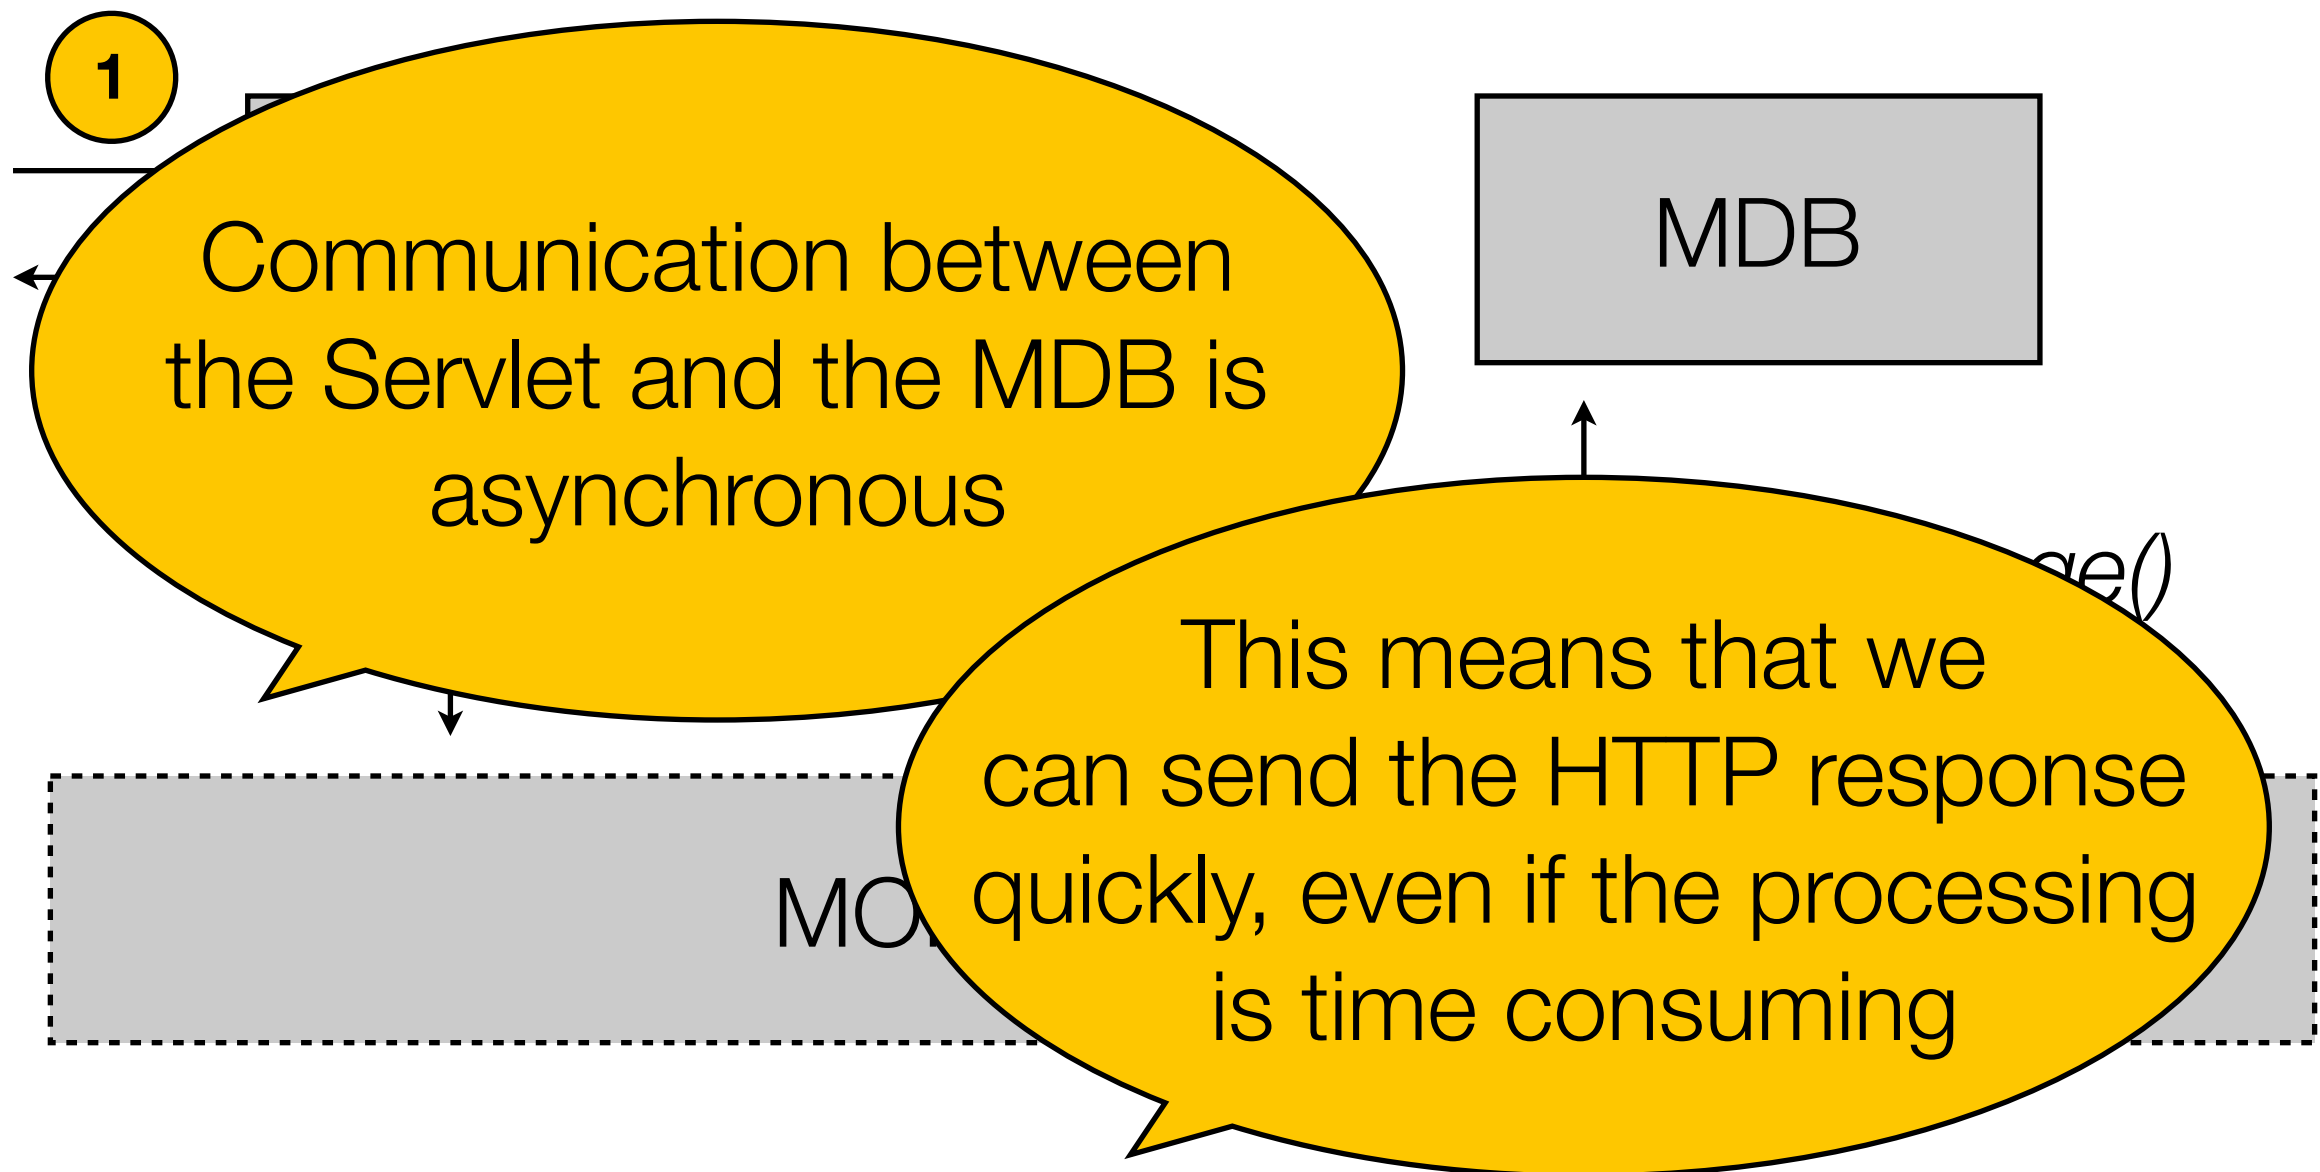 1
Communication between
the Servlet and the MDB is
asynchronous
MDB
This means that we
can send the HTTP response
quickly, even if the processing
is time consuming